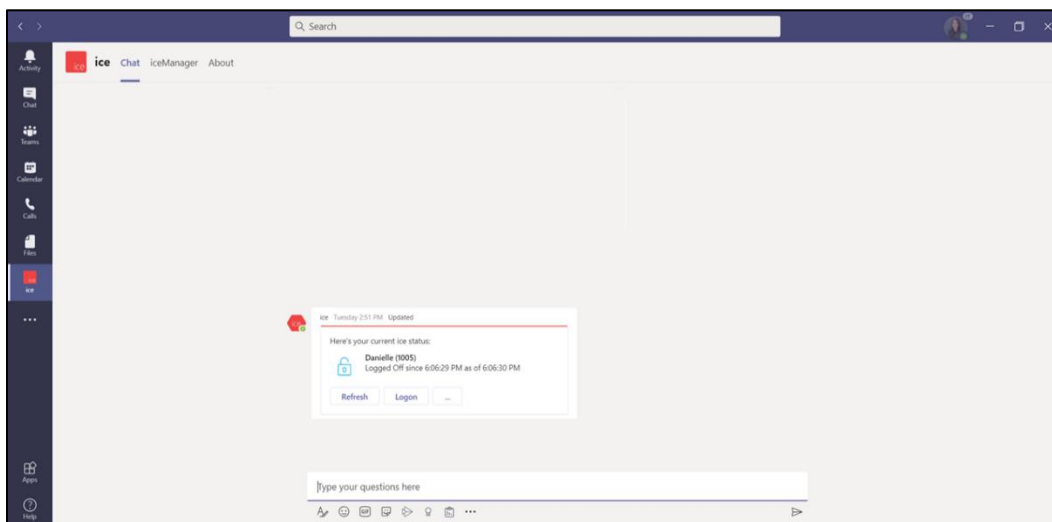 Search
Activity
Chat
Teams
Calendar
Calls
Files
ice
...
Apps
Help
ice
ice Chat iceManager About
ice Tuesday 2:51 PM Updated
Here's your current ice status:
Danielle (1005)
Logged Off since 6:06:29 PM as of 6:06:30 PM
Refresh Logon ...
Type your questions here
GIF